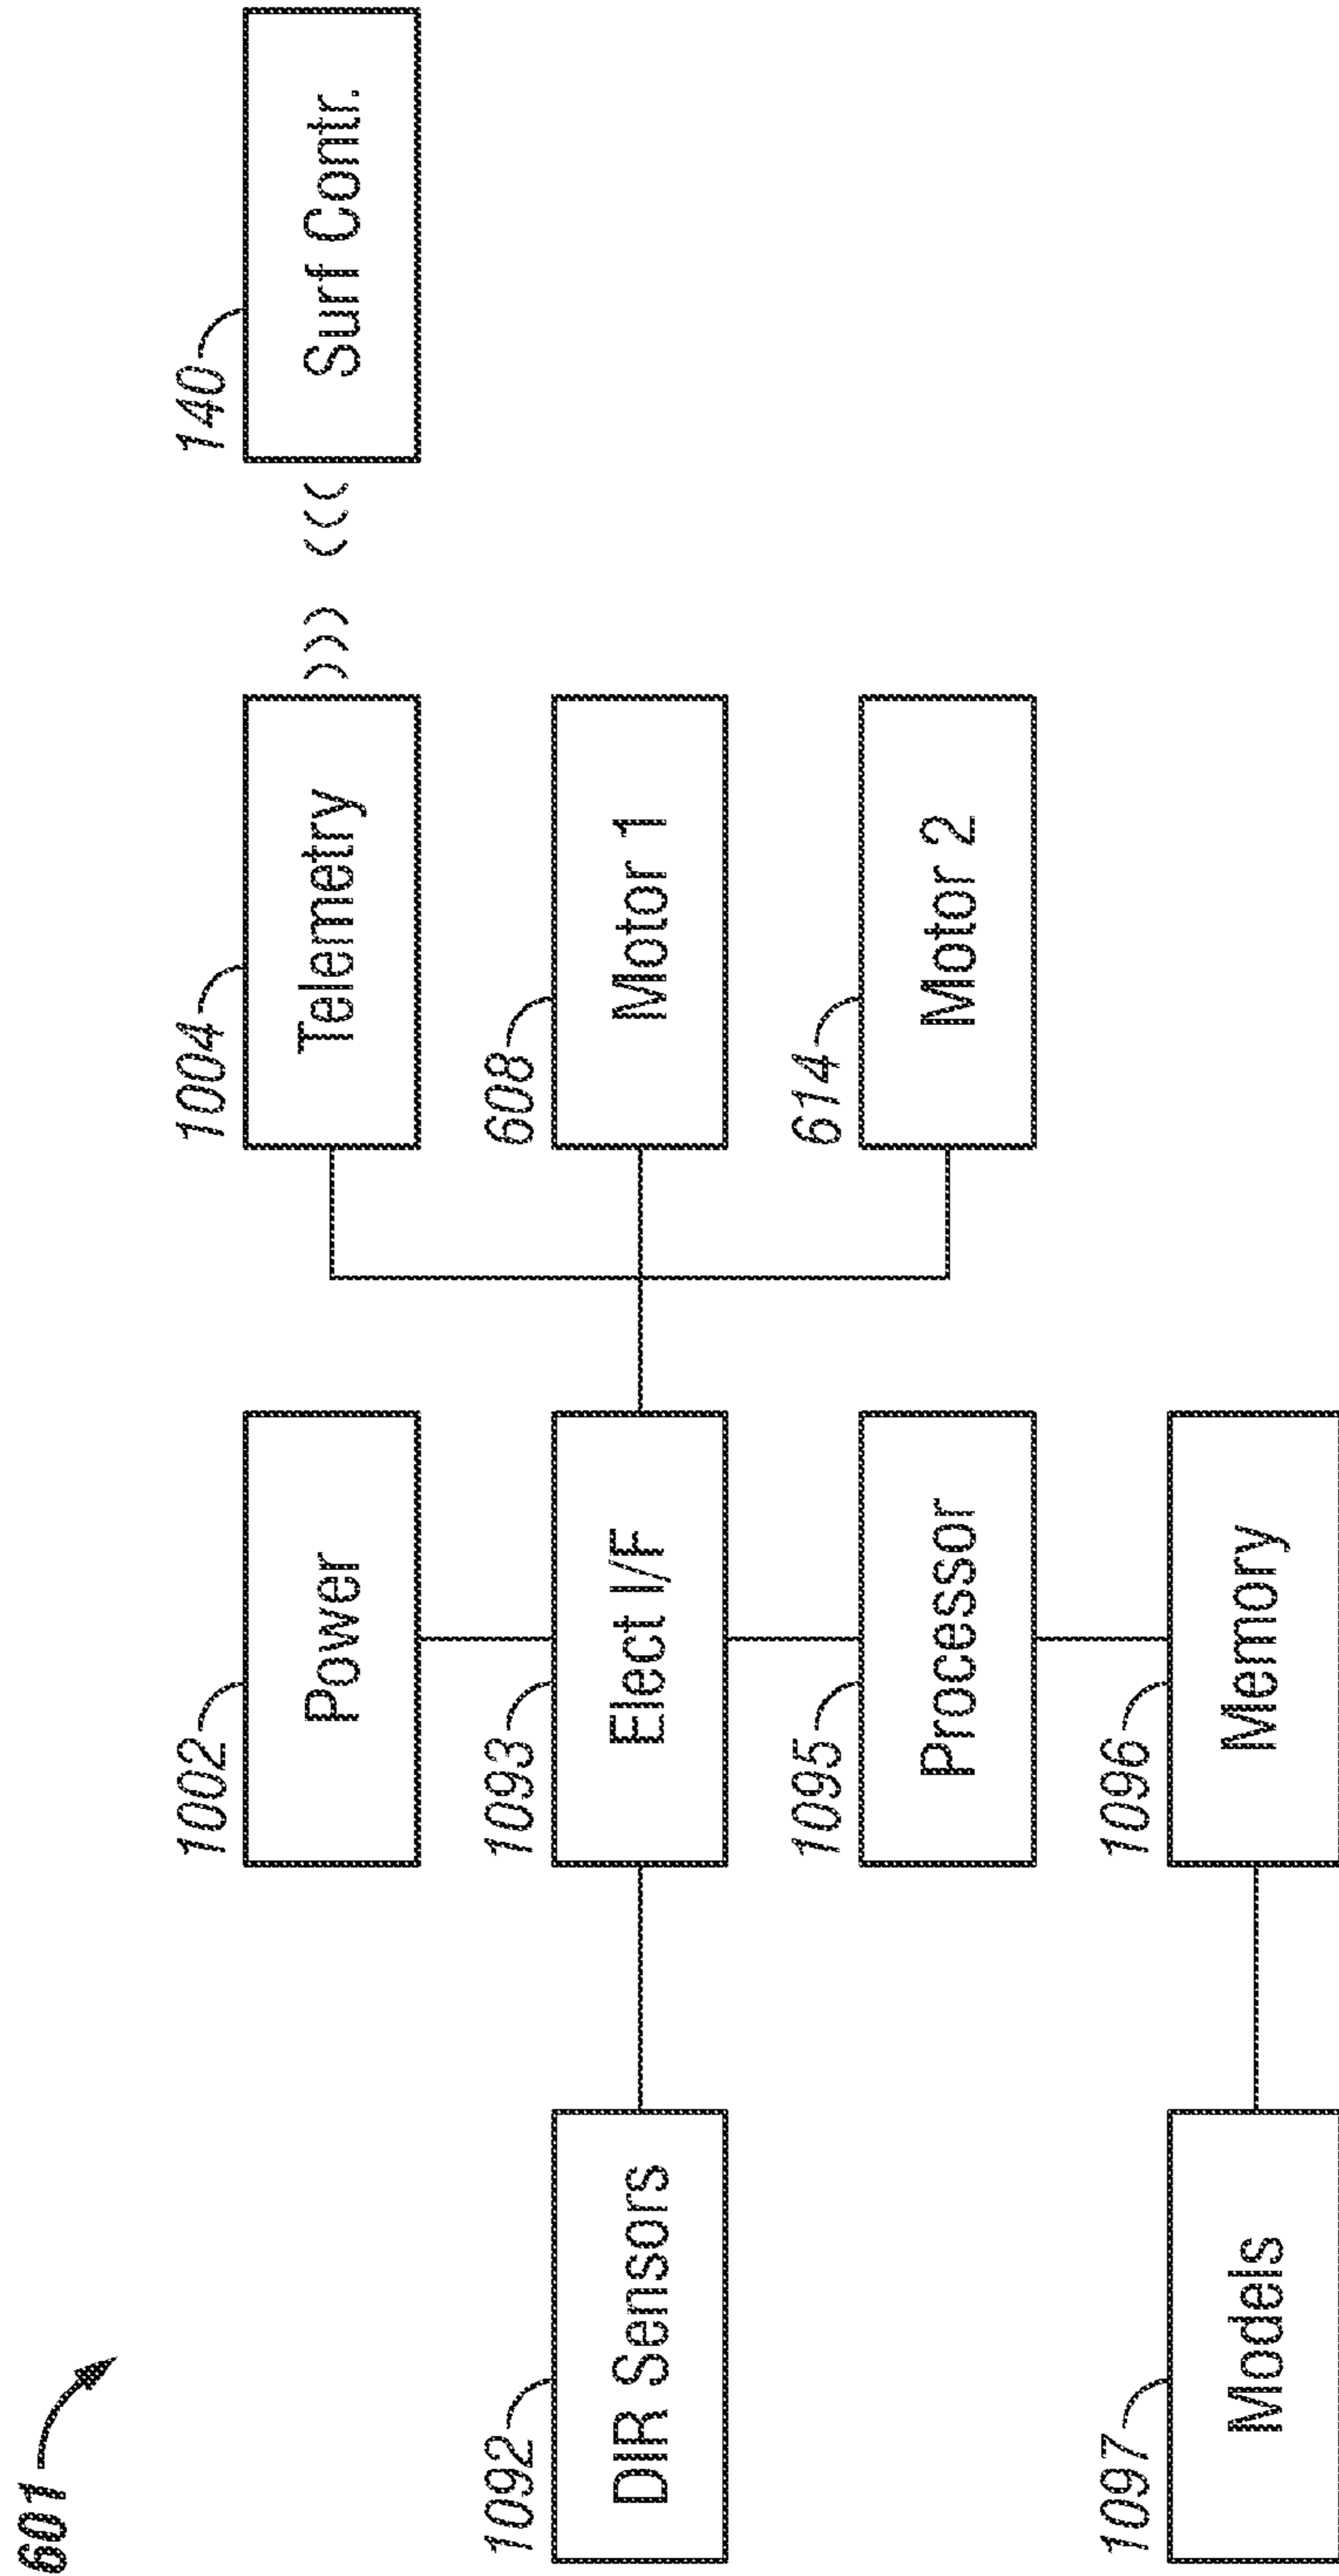 601
1002
Power
1004
Telemetry
140
Surf Contr.
1092
DIR Sensors
1093
Elect I/F
608
Motor 1
1095
Processor
614
Motor 2
1097
Models
1096
Memory